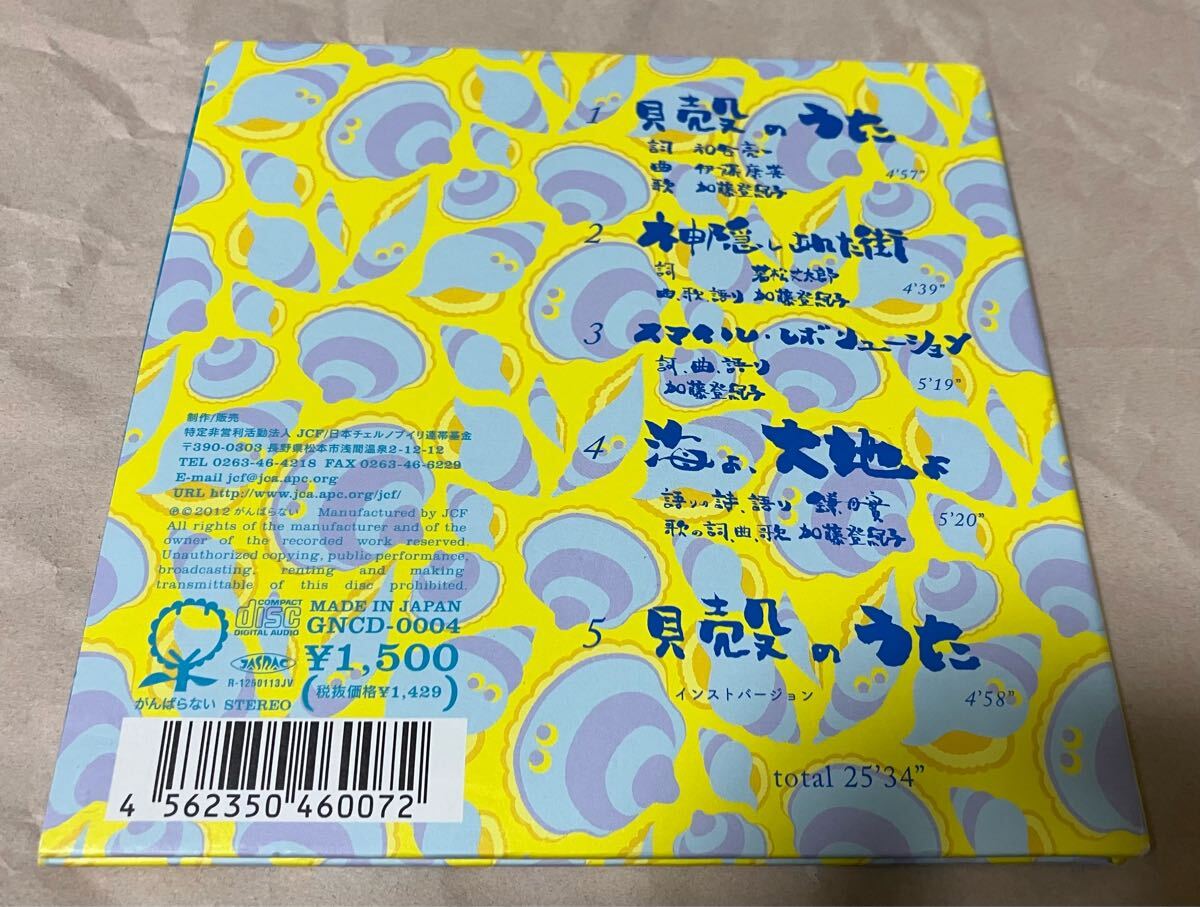 1 貝殻のうた
詞 和合亮一
曲 伊藤康英
歌 加藤登紀子 4'57"
2 神隠しされた街
詞 若松丈太郎
曲、歌、語り 加藤登紀子 4'39"
3 スマイル・レボリューション
詞、曲、語り
加藤登紀子 5'19"
4 海よ、大地よ
語りの詩、語り 鎌田實
歌の詞、曲、歌 加藤登紀子 5'20"
5 貝殻のうた
インストバージョン 4'58"
total 25'34"
制作/販売
特定非営利活動法人 JCF/日本チェルノブイリ連帯基金
〒390-0303 長野県松本市浅間温泉2-12-12
TEL 0263-46-4218 FAX 0263-46-6229
E-mail jcf@jca.apc.org
URL http://www.jca.apc.org/jcf/
℗©2012 がんばらない Manufactured by JCF
All rights of the manufacturer and of the
owner of the recorded work reserved.
Unauthorized copying, public performance,
broadcasting, renting and making
transmittable of this disc prohibited.
COMPACT
disc
DIGITAL AUDIO
MADE IN JAPAN
GNCD-0004
JASRAC
R-1250113JV
¥1,500
(税抜価格¥1,429)
がんばらない STEREO
4 562350 460072